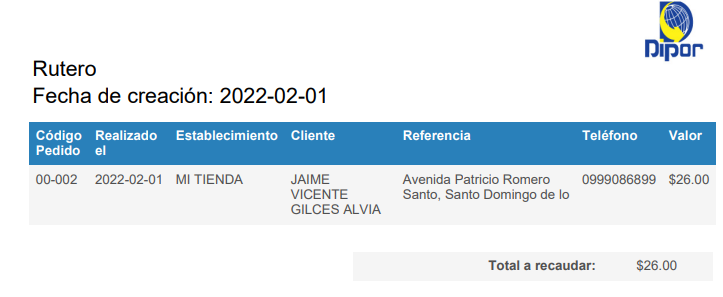 Dipor
Rutero
Fecha de creación: 2022-02-01
Código Pedido Realizado el Establecimiento Cliente Referencia Teléfono Valor
00-002 2022-02-01 MI TIENDA JAIME VICENTE GILCES ALVIA Avenida Patricio Romero Santo, Santo Domingo de lo 0999086899 $26.00
Total a recaudar: $26.00